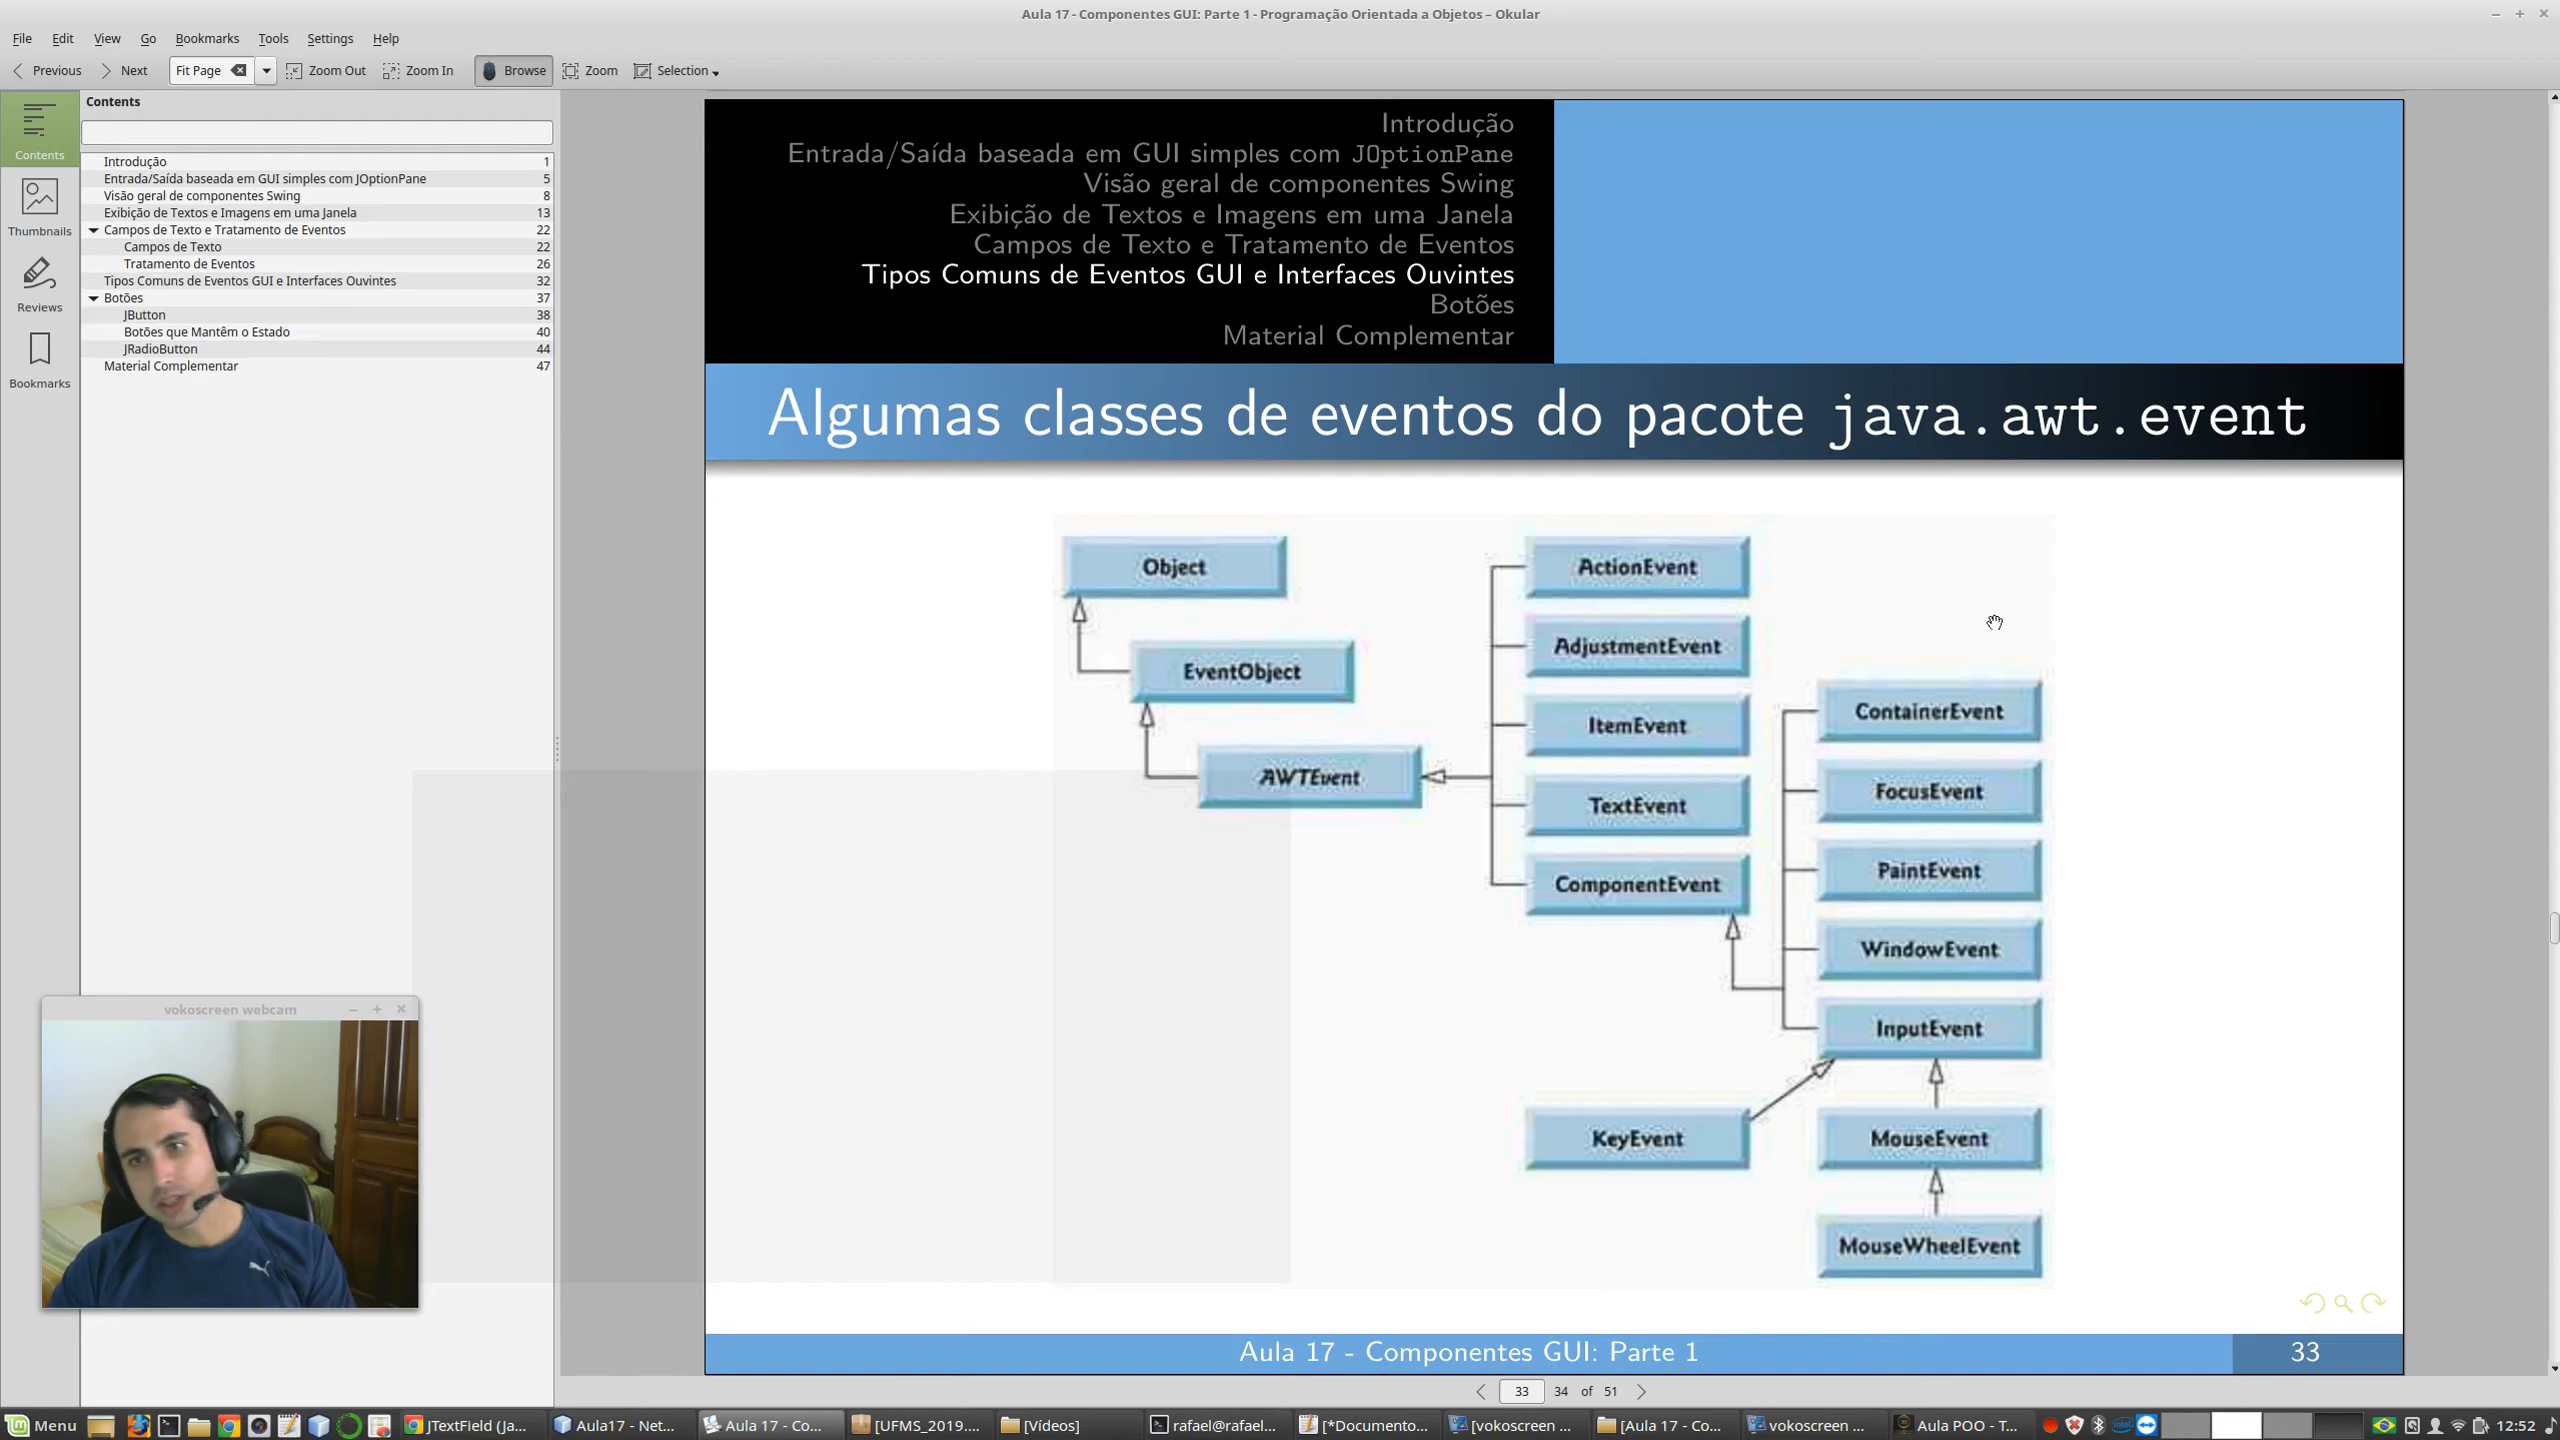 Aula 17 - Componentes GUI: Parte 1 - Programação Orientada a Objetos – Okular
File Edit View Go Bookmarks Tools Settings Help
Previous Next Fit Page Zoom Out Zoom In Browse Zoom Selection
Contents
Thumbnails
Reviews
Bookmarks
Contents
Introdução 1
Entrada/Saída baseada em GUI simples com JOptionPane 5
Visão geral de componentes Swing 8
Exibição de Textos e Imagens em uma Janela 13
Campos de Texto e Tratamento de Eventos 22
Campos de Texto 22
Tratamento de Eventos 26
Tipos Comuns de Eventos GUI e Interfaces Ouvintes 32
Botões 37
JButton 38
Botões que Mantêm o Estado 40
JRadioButton 44
Material Complementar 47
Introdução
Entrada/Saída baseada em GUI simples com JOptionPane
Visão geral de componentes Swing
Exibição de Textos e Imagens em uma Janela
Campos de Texto e Tratamento de Eventos
Tipos Comuns de Eventos GUI e Interfaces Ouvintes
Botões
Material Complementar
Algumas classes de eventos do pacote java.awt.event
Object
EventObject
AWTEvent
ActionEvent
AdjustmentEvent
ItemEvent
TextEvent
ComponentEvent
ContainerEvent
FocusEvent
PaintEvent
WindowEvent
InputEvent
KeyEvent
MouseEvent
MouseWheelEvent
Aula 17 - Componentes GUI: Parte 1 33
vokoscreen webcam
33 34 of 51
Menu JTextField (Ja... Aula17 - Net... Aula 17 - Co... [UFMS_2019.... [Vídeos] rafael@rafael... [*Documento... [vokoscreen ... [Aula 17 - Co... vokoscreen ... Aula POO - T... 12:52